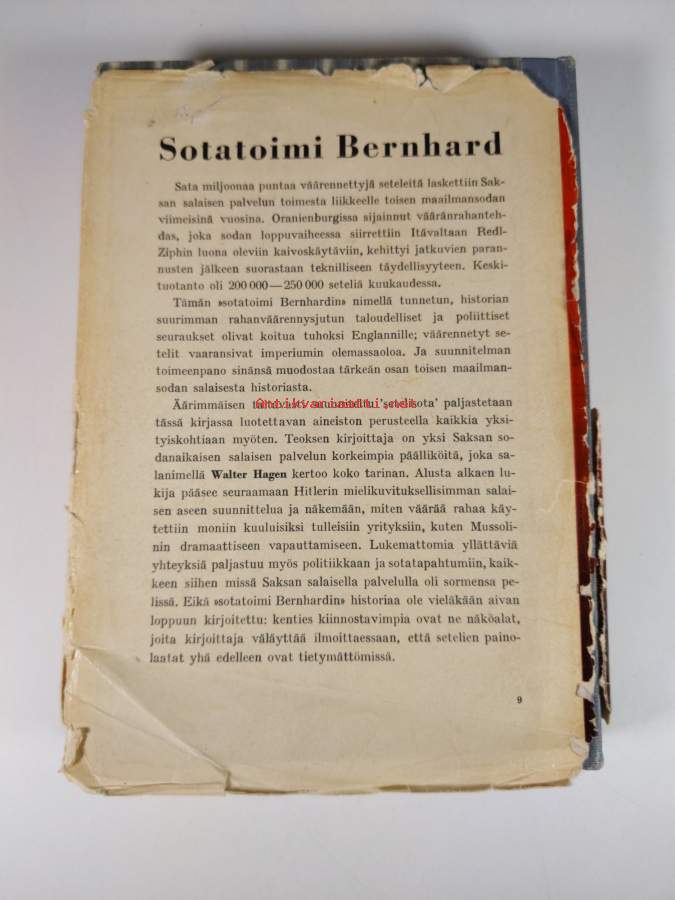 Sotatoimi Bernhard
Sata miljoonaa puntaa väärennettyjä seteleitä laskettiin Sak-
san salaisen palvelun toimesta liikkeelle toisen maailmansodan
viimeisinä vuosina. Oranienburgissa sijainnut vääränrahanteh-
das, joka sodan loppuvaiheessa siirrettiin Itävaltaan Redl-
Ziphin luona oleviin kaivoskäytäviin, kehittyi jatkuvien paran-
nusten jälkeen suorastaan teknilliseen täydellisyyteen. Keski-
tuotanto oli 200 000—250 000 seteliä kuukaudessa.
Tämän »sotatoimi Bernhardin» nimellä tunnetun, historian
suurimman rahanväärennysjutun taloudelliset ja poliittiset
seuraukset olivat koitua tuhoksi Englannille; väärennetyt se-
telit vaaransivat imperiumin olemassaoloa. Ja suunnitelman
toimeenpano sinänsä muodostaa tärkeän osan toisen maailman-
sodan salaisesta historiasta.
Äärimmäisen 'setelisota' paljastetaan
tässä kirjassa luotettavan aineiston perusteella kaikkia yksi-
tyiskohtiaan myöten. Teoksen kirjoittaja on yksi Saksan so-
danaikaisen salaisen palvelun korkeimpia päälliköitä, joka sa-
lanimellä Walter Hagen kertoo koko tarinan. Alusta alkaen lu-
kija pääsee seuraamaan Hitlerin mielikuvituksellisimman salai-
sen aseen suunnittelua ja näkemään, miten väärää rahaa käy-
tettiin moniin kuuluisiksi tulleisiin yrityksiin, kuten Mussoli-
nin dramaattiseen vapauttamiseen. Lukemattomia yllättäviä
yhteyksiä paljastuu myös politiikkaan ja sotatapahtumiin, kaik-
keen siihen missä Saksan salaisella palvelulla oli sormensa pe-
lissä. Eikä »sotatoimi Bernhardin» historiaa ole vieläkään aivan
loppuun kirjoitettu: kenties kiinnostavimpia ovat ne näköalat,
joita kirjoittaja väläyttää ilmoittaessaan, että setelien paino-
laatat yhä edelleen ovat tietymättömissä.
9